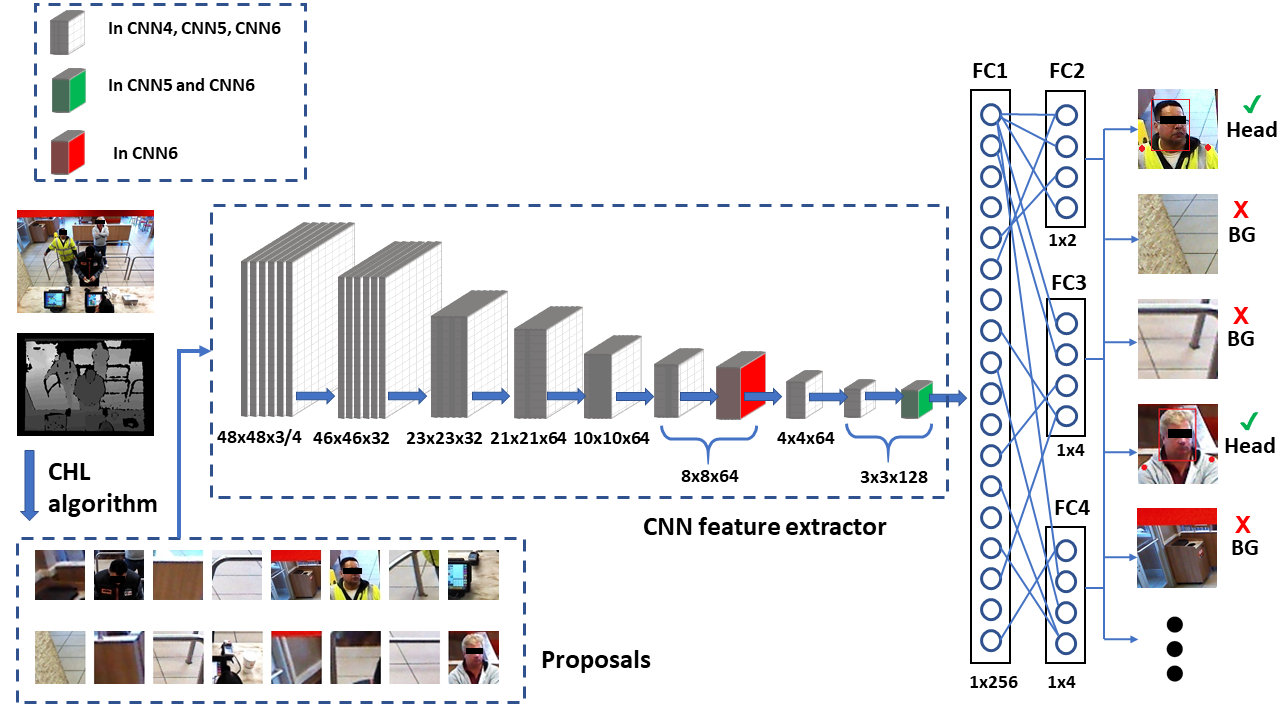 In CNN4, CNN5, CNN6
In CNN5 and CNN6
In CNN6
CHL
algorithm
48x48x3/4
46x46x32
23x23x32
21x21x64
10x10x64
8x8x64
4x4x64
3x3x128
CNN feature extractor
Proposals
FC1
1x256
FC2
1x2
FC3
1x4
FC4
1x4
✓
Head
X
BG
X
BG
✓
Head
X
BG